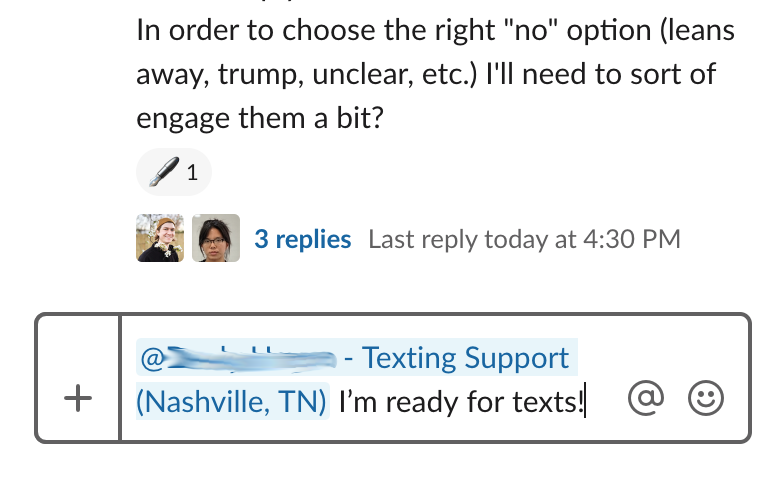 In order to choose the right "no" option (leans
away, trump, unclear, etc.) I'll need to sort of
engage them a bit?
1
3 replies Last reply today at 4:30 PM
@ - Texting Support
(Nashville, TN) I’m ready for texts!